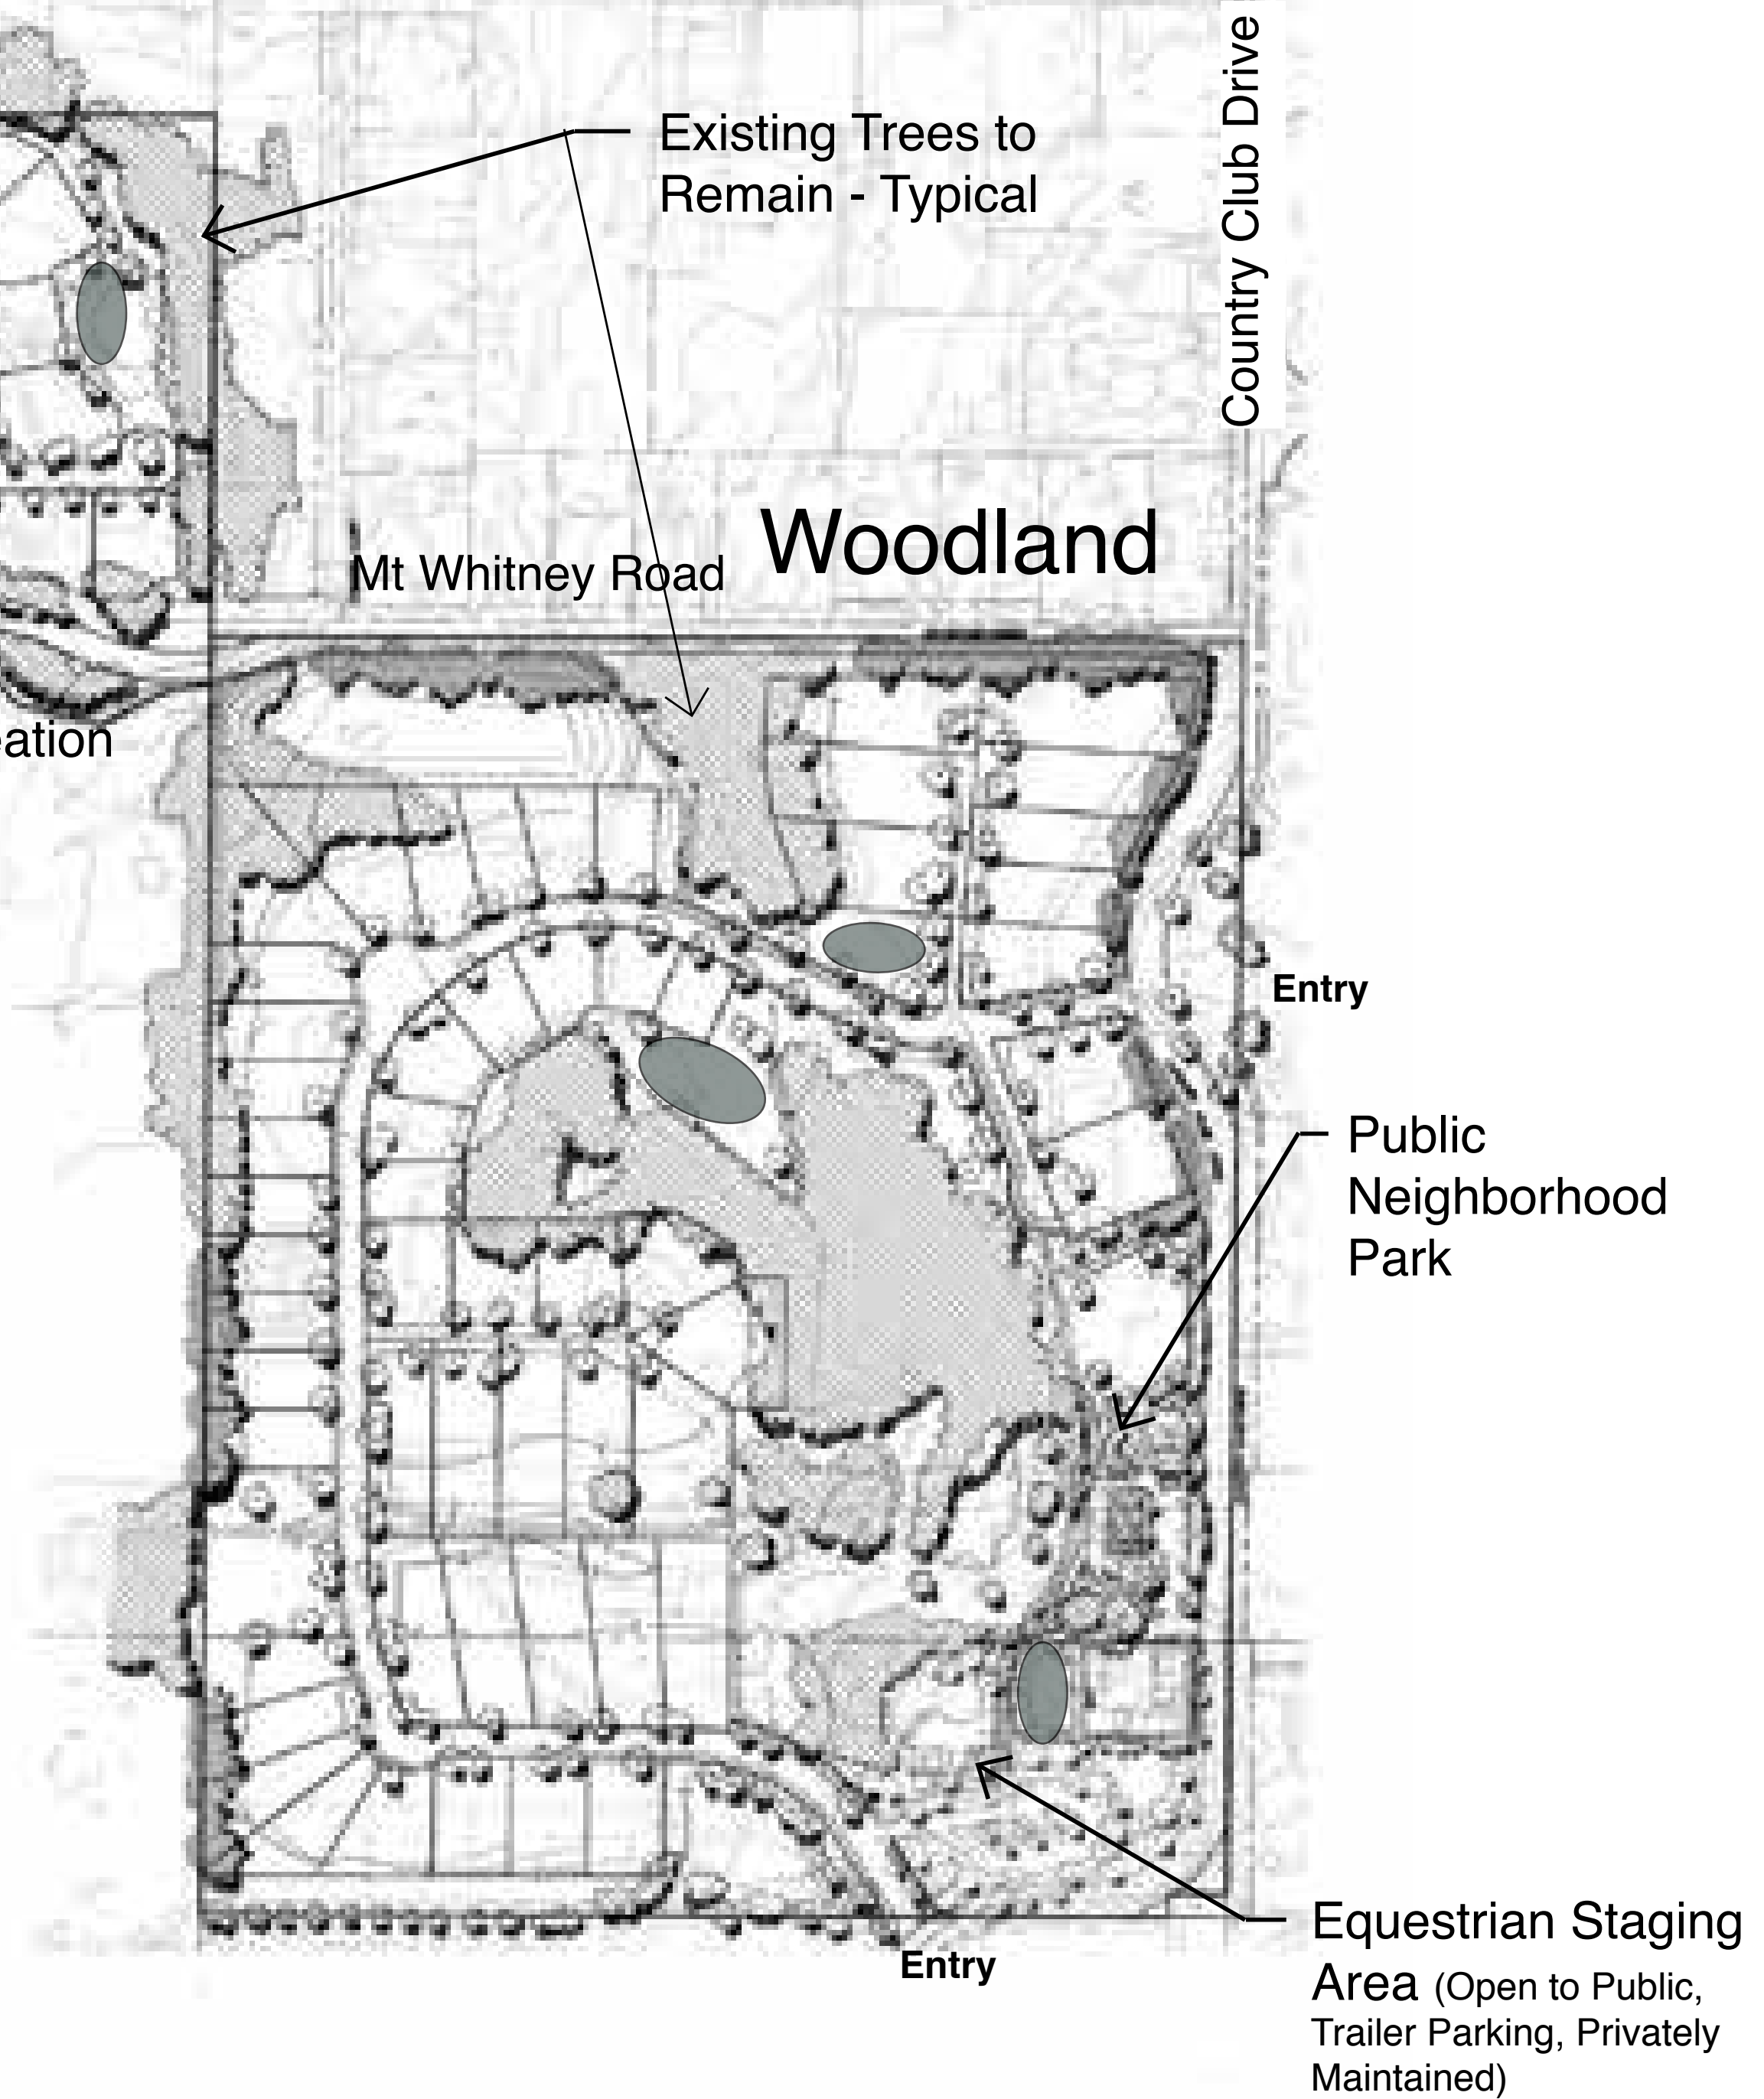 Country Club Drive
Existing Trees to
Remain - Typical
Woodland
Mt Whitney Road
eation
Entry
Public
Neighborhood
Park
Equestrian Staging
Area (Open to Public,
Trailer Parking, Privately
Maintained)
Entry